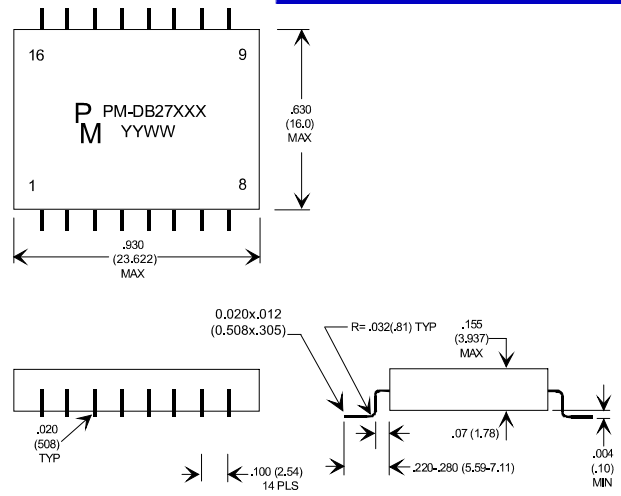 16
9
P
M
PM-DB27XXX
YYWW
1
8
.630
(16.0)
MAX
.930
(23.622)
MAX
0.020x.012
(0.508x.305)
R= .032(.81) TYP
.155
(3.937)
MAX
.020
(508)
TYP
.100 (2.54)
14 PLS
.07 (1.78)
.220-.280 (5.59-7.11)
.004
(.10)
MIN